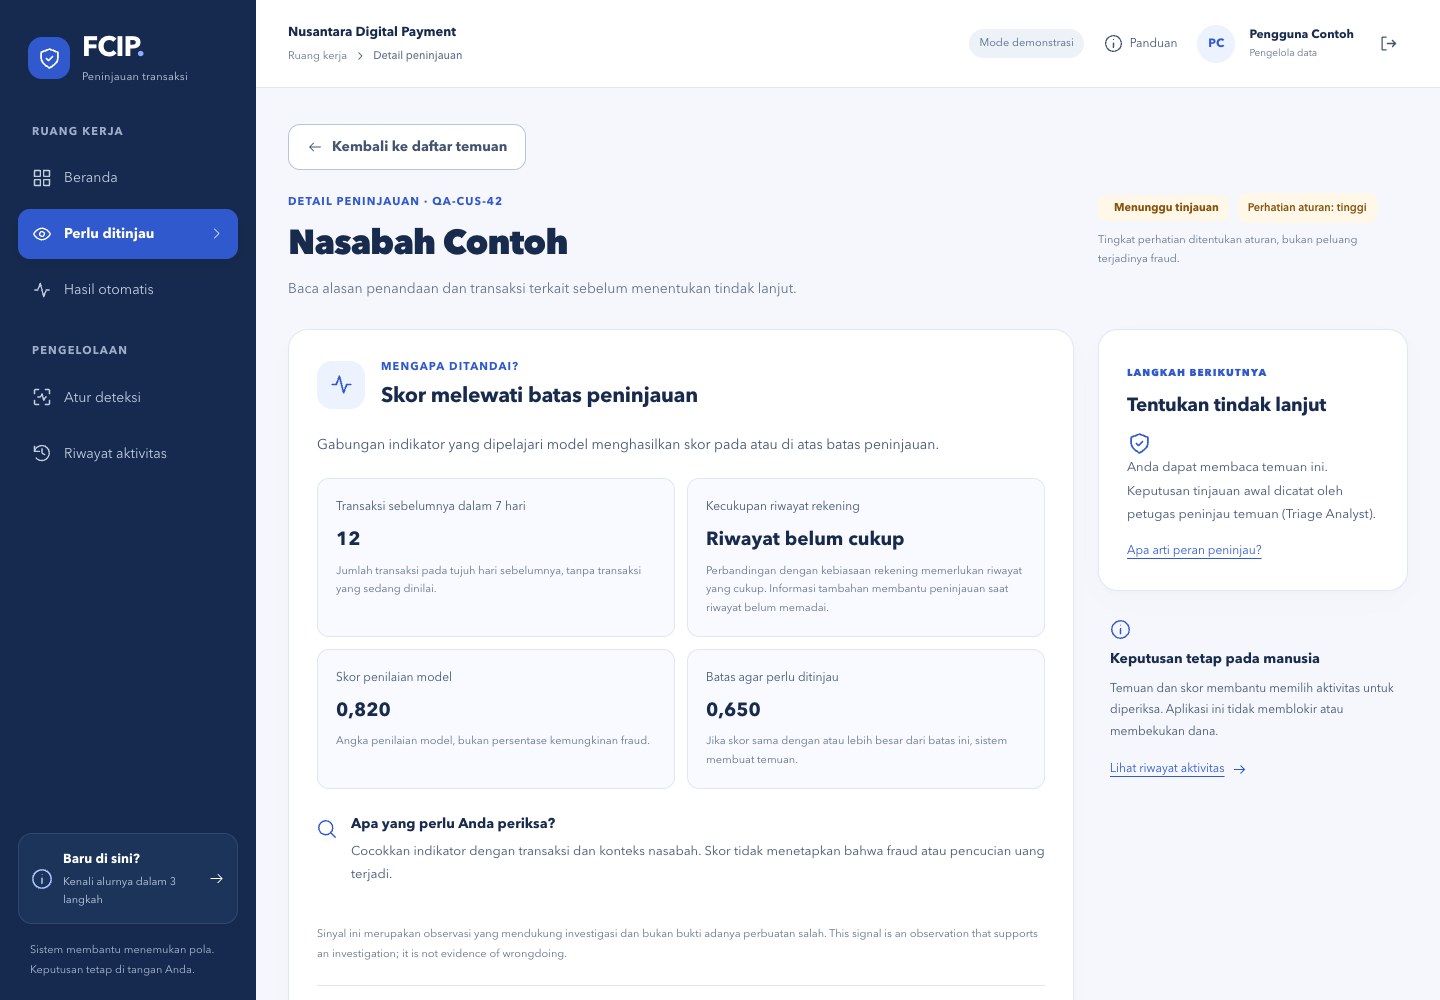 FCIP.
Peninjauan transaksi
RUANG KERJA
Beranda
Perlu ditinjau
Hasil otomatis
PENGELOLAAN
Atur deteksi
Riwayat aktivitas
Baru di sini?
Kenali alurnya dalam 3
langkah
Sistem membantu menemukan pola.
Keputusan tetap di tangan Anda.
Nusantara Digital Payment
Ruang kerja
Detail peninjauan
Mode demonstrasi
Panduan
PC
Pengguna Contoh
Pengelola data
Kembali ke daftar temuan
DETAIL PENINJAUAN · QA-CUS-42
Nasabah Contoh
Baca alasan penandaan dan transaksi terkait sebelum menentukan tindak lanjut.
Menunggu tinjauan
Perhatian aturan: tinggi
Tingkat perhatian ditentukan aturan, bukan peluang
terjadinya fraud.
MENGAPA DITANDAI?
Skor melewati batas peninjauan
Gabungan indikator yang dipelajari model menghasilkan skor pada atau di atas batas peninjauan.
Transaksi sebelumnya dalam 7 hari
12
Jumlah transaksi pada tujuh hari sebelumnya, tanpa transaksi
yang sedang dinilai.
Kecukupan riwayat rekening
Riwayat belum cukup
Perbandingan dengan kebiasaan rekening memerlukan riwayat
yang cukup. Informasi tambahan membantu peninjauan saat
riwayat belum memadai.
Skor penilaian model
0,820
Angka penilaian model, bukan persentase kemungkinan fraud.
Batas agar perlu ditinjau
0,650
Jika skor sama dengan atau lebih besar dari batas ini, sistem
membuat temuan.
Apa yang perlu Anda periksa?
Cocokkan indikator dengan transaksi dan konteks nasabah. Skor tidak menetapkan bahwa fraud atau pencucian uang
terjadi.
Sinyal ini merupakan observasi yang mendukung investigasi dan bukan bukti adanya perbuatan salah. This signal is an observation that supports
an investigation; it is not evidence of wrongdoing.
LANGKAH BERIKUTNYA
Tentukan tindak lanjut
Anda dapat membaca temuan ini.
Keputusan tinjauan awal dicatat oleh
petugas peninjau temuan (Triage Analyst).
Apa arti peran peninjau?
Keputusan tetap pada manusia
Temuan dan skor membantu memilih aktivitas untuk
diperiksa. Aplikasi ini tidak memblokir atau
membekukan dana.
Lihat riwayat aktivitas